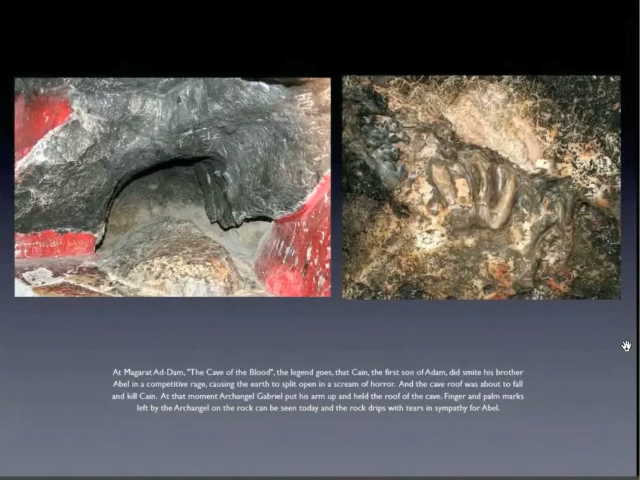 At Magarat Ad-Dam, "The Cave of the Blood", the legend goes, that Cain, the first son of Adam, did smite his brother
Abel in a competitive rage, causing the earth to split open in a scream of horror. And the cave roof was about to fall
and kill Cain. At that moment Archangel Gabriel put his arm up and held the roof of the cave. Finger and palm marks
left by the Archangel on the rock can be seen today and the rock drips with tears in sympathy for Abel.